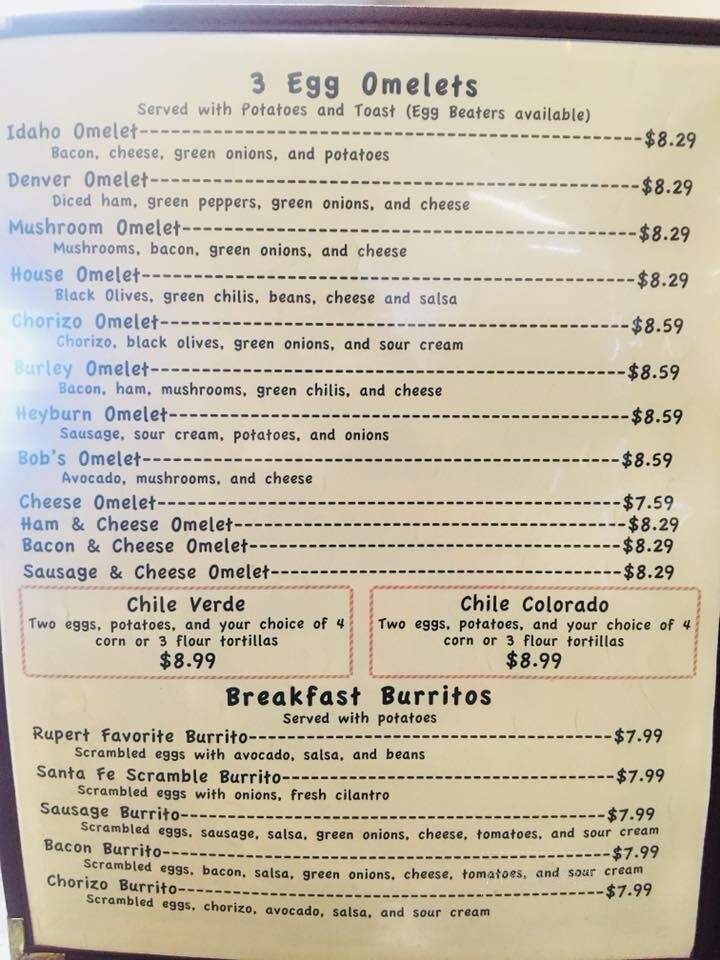 3 Egg Omelets
Served with Potatoes and Toast (Egg Beaters available)
Idaho Omelet--------------------$8.29
Bacon, cheese, green onions, and potatoes
Denver Omelet--------------------$8.29
Diced ham, green peppers, green onions, and cheese
Mushroom Omelet--------------------$8.29
Mushrooms, bacon, green onions, and cheese
House Omelet--------------------$8.29
Black Olives, green chilis, beans, cheese and salsa
Chorizo Omelet--------------------$8.59
Chorizo, black olives, green onions, and sour cream
Burley Omelet--------------------$8.59
Bacon, ham, mushrooms, green chilis, and cheese
Heyburn Omelet--------------------$8.59
Sausage, sour cream, potatoes, and onions
Bob's Omelet--------------------$8.59
Avocado, mushrooms, and cheese
Cheese Omelet--------------------$7.59
Ham & Cheese Omelet--------------------$8.29
Bacon & Cheese Omelet--------------------$8.29
Sausage & Cheese Omelet--------------------$8.29
Chile Verde
Two eggs, potatoes, and your choice of 4
corn or 3 flour tortillas
$8.99
Chile Colorado
Two eggs, potatoes, and your choice of 4
corn or 3 flour tortillas
$8.99
Breakfast Burritos
Served with potatoes
Rupert Favorite Burrito--------------------$7.99
Scrambled eggs with avocado, salsa, and beans
Santa Fe Scramble Burrito--------------------$7.99
Scrambled eggs with onions, fresh cilantro
Sausage Burrito--------------------$7.99
Scrambled eggs, sausage, salsa, green onions, cheese, tomatoes, and sour cream
Bacon Burrito--------------------$7.99
Scrambled eggs, bacon, salsa, green onions, cheese, tomatoes, and sour cream
Chorizo Burrito--------------------$7.99
Scrambled eggs, chorizo, avocado, salsa, and sour cream